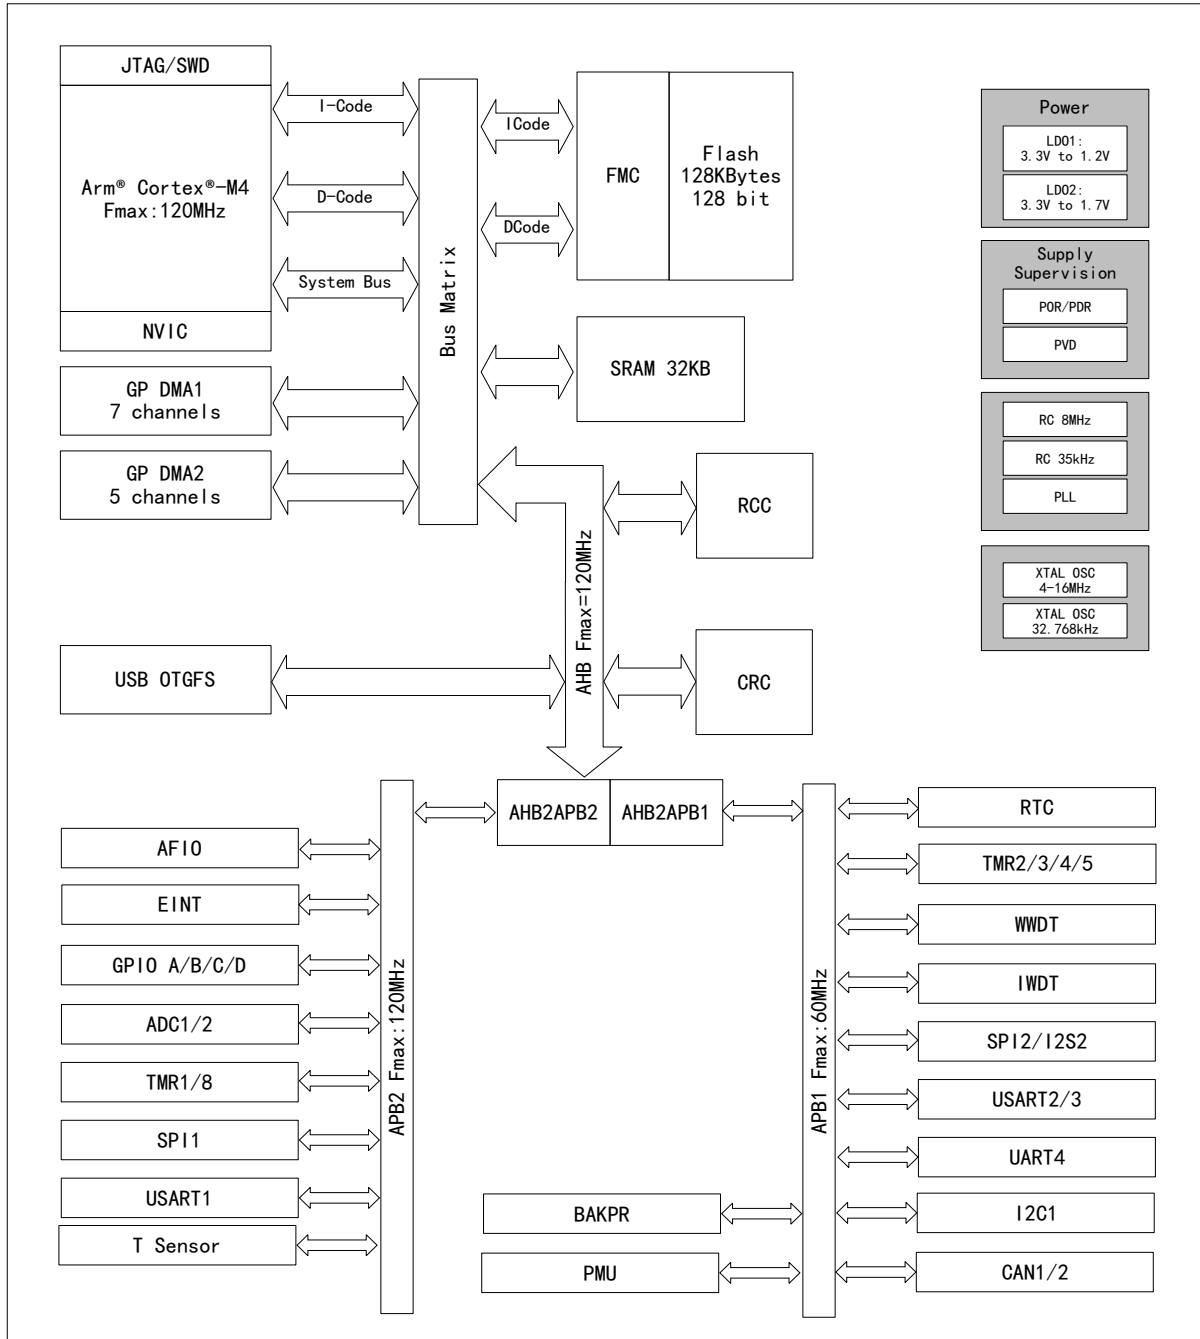 JTAG/SWD
Arm® Cortex®-M4
Fmax:120MHz
NVIC
I-Code
D-Code
System Bus
GP DMA1
7 channels
GP DMA2
5 channels
Bus Matrix
ICode
DCode
FMC
Flash
128KBytes
128 bit
SRAM 32KB
Power
LDO1:
3.3V to 1.2V
LDO2:
3.3V to 1.7V
Supply
Supervision
POR/PDR
PVD
RC 8MHz
RC 35kHz
PLL
XTAL OSC
4-16MHz
XTAL OSC
32.768kHz
AHB Fmax=120MHz
RCC
USB OTGFS
CRC
AHB2APB2
AHB2APB1
AFIO
EINT
GPIO A/B/C/D
ADC1/2
TMR1/8
SPI1
USART1
T Sensor
APB2 Fmax:120MHz
BAKPR
PMU
APB1 Fmax:60MHz
RTC
TMR2/3/4/5
WWDT
IWDT
SPI2/I2S2
USART2/3
UART4
I2C1
CAN1/2